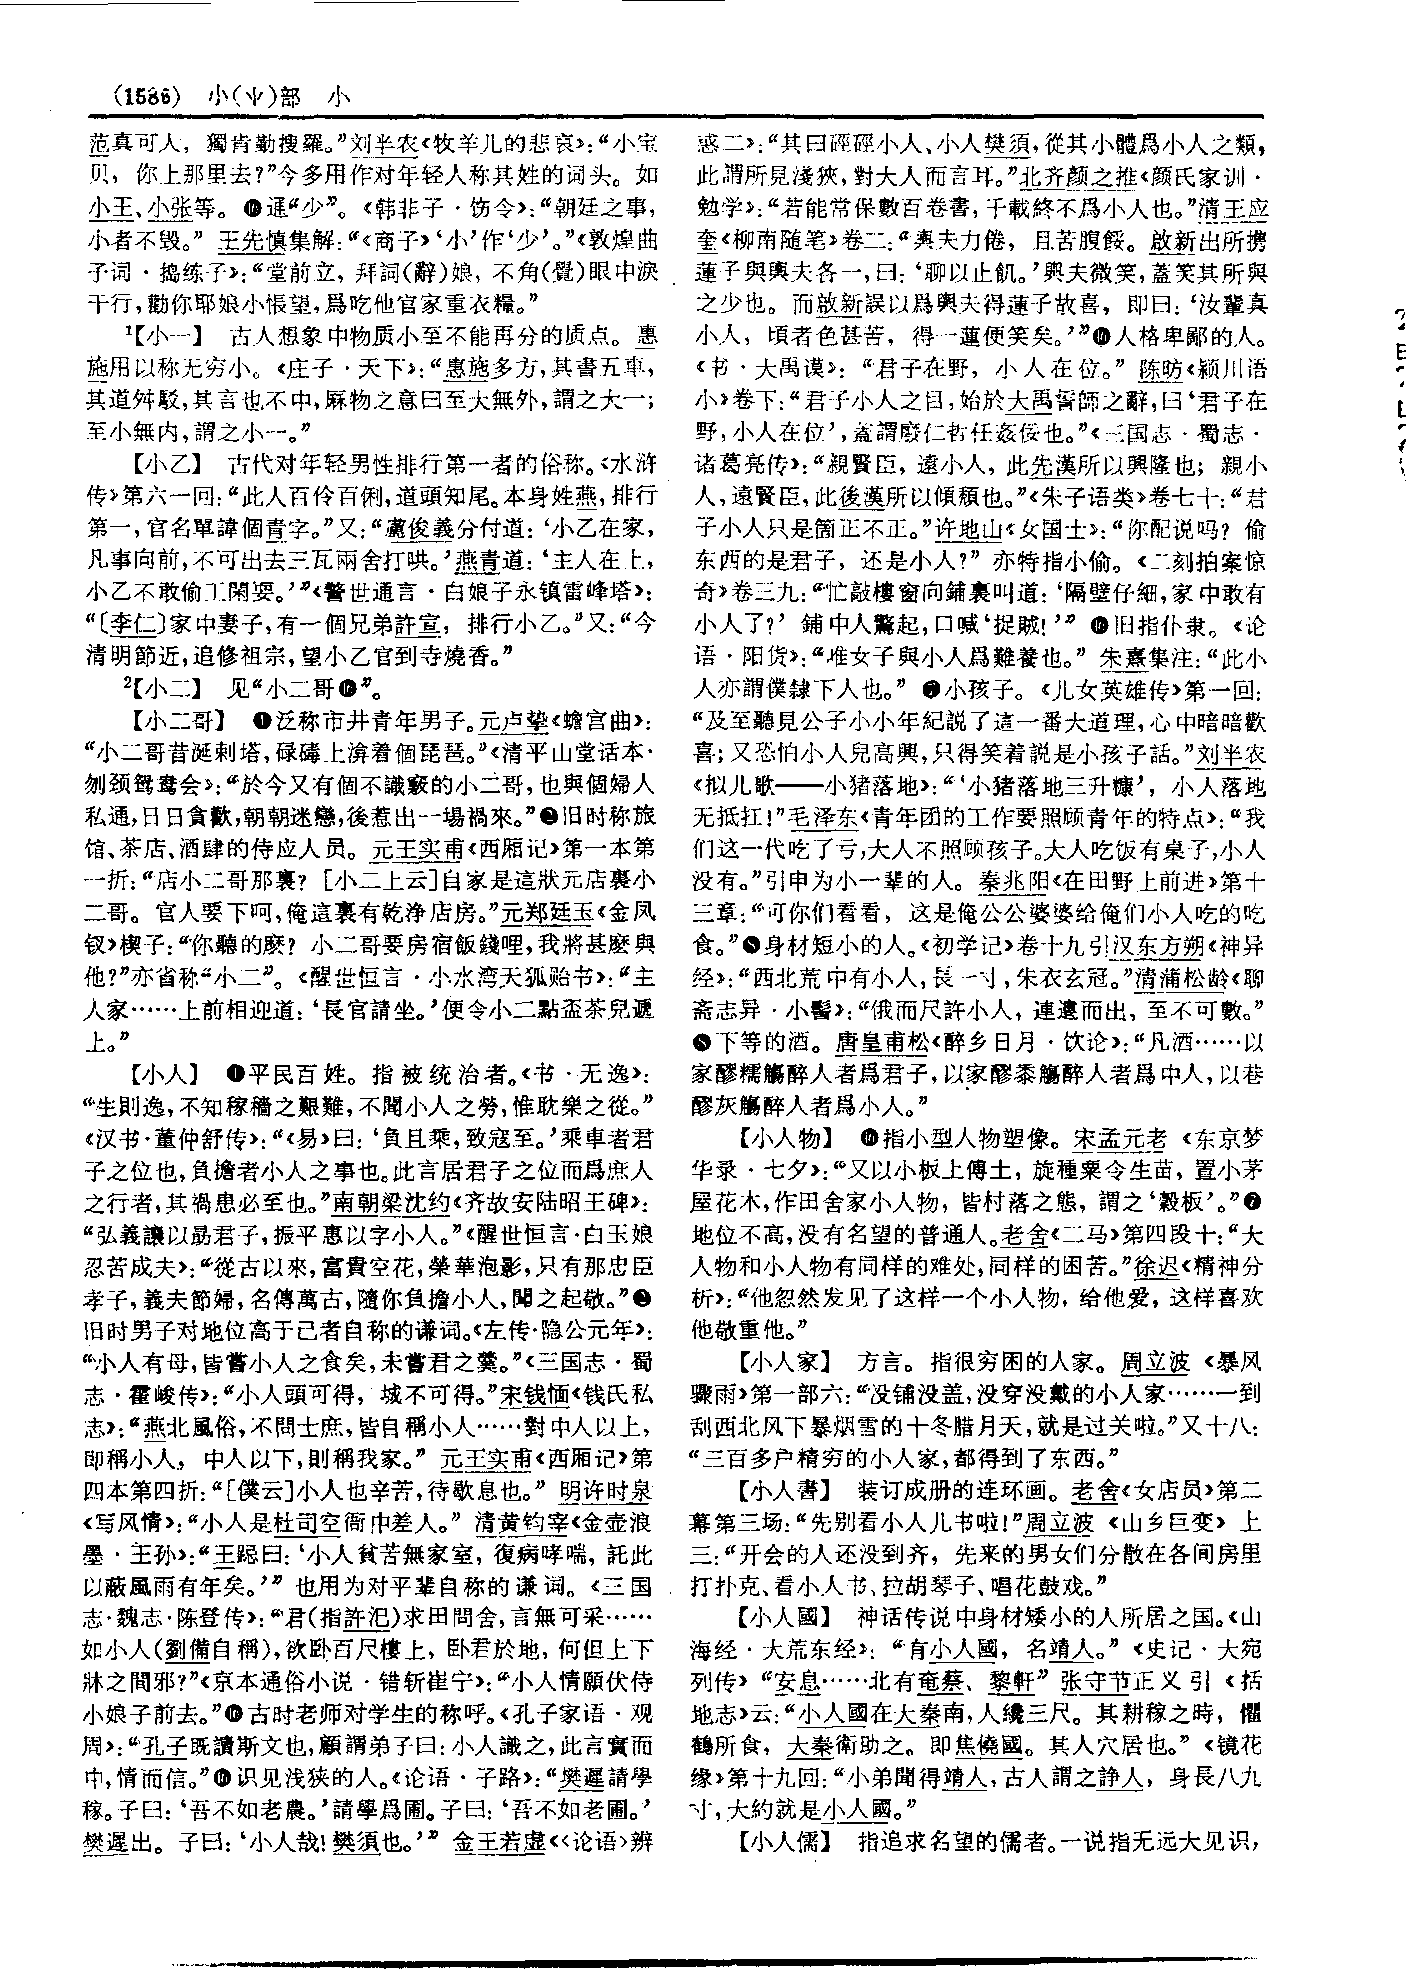 (1586) 小(⺌)部 小
范真可人，獨肯勤搜羅。”刘半农《牧羊儿的悲哀》：“小宝
贝，你上那里去？”今多用作对年轻人称其姓的词头。如
小王、小张等。⓬通“少”。《韩非子·饬令》：“朝廷之事，
小者不毁。” 王先慎集解：“《商子》‘小’作‘少’。”《敦煌曲
子词·捣练子》：“堂前立，拜詞(辭)娘，不角(覺)眼中淚
千行，勸你耶娘小悵望，爲吃他官家重衣糧。”
¹【小一】 古人想象中物质小至不能再分的质点。惠
施用以称无穷小。《庄子·天下》：“惠施多方，其書五車，
其道舛駁，其言也不中，厤物之意曰至大無外，謂之大一；
至小無内，謂之小一。”
【小乙】 古代对年轻男性排行第一者的俗称。《水浒
传》第六一回：“此人百伶百俐，道頭知尾。本身姓燕，排行
第一，官名單諱個青字。”又：“盧俊義分付道：‘小乙在家，
凡事向前，不可出去三瓦兩舍打哄。’燕青道：‘主人在上，
小乙不敢偷工閑耍。’”《警世通言·白娘子永镇雷峰塔》：
“〔李仁〕家中妻子，有一個兄弟許宣，排行小乙。”又：“今
清明節近，追修祖宗，望小乙官到寺燒香。”
²【小二】 见“小二哥❷”。
【小二哥】 ❶泛称市井青年男子。元卢挚《蟾宫曲》：
“小二哥昔涎剌塔，碌碡上渰着個琵琶。”《清平山堂话本·
刎颈鸳鸯会》：“於今又有個不識竅的小二哥，也與個婦人
私通，日日貪歡，朝朝迷戀，後惹出一場禍來。”❷旧时称旅
馆、茶店、酒肆的侍应人员。元王实甫《西厢记》第一本第
一折：“店小二哥那裏？［小二上云］自家是這狀元店裏小
二哥。官人要下呵，俺這裏有乾净店房。”元郑廷玉《金凤
钗》楔子：“你聽的麽？小二哥要房宿飯錢哩，我將甚麽與
他？”亦省称“小二”。《醒世恒言·小水湾天狐贻书》：“主
人家……上前相迎道：‘長官請坐。’便令小二點盃茶兒遞
上。”
【小人】 ❶平民百姓。指被统治者。《书·无逸》：
“生則逸，不知稼穡之艱難，不聞小人之勞，惟耽樂之從。”
《汉书·董仲舒传》：“《易》曰：‘負且乘，致寇至。’乘車者君
子之位也，負擔者小人之事也。此言居君子之位而爲庶人
之行者，其禍患必至也。”南朝梁沈约《齐故安陆昭王碑》：
“弘義讓以勗君子，振平惠以字小人。”《醒世恒言·白玉娘
忍苦成夫》：“從古以來，富貴空花，榮華泡影，只有那忠臣
孝子，義夫節婦，名傳萬古，隨你負擔小人，聞之起敬。”❷
旧时男子对地位高于己者自称的谦词。《左传·隐公元年》：
“小人有母，皆嘗小人之食矣，未嘗君之羹。”《三国志·蜀
志·霍峻传》：“小人頭可得，城不可得。”宋钱愐《钱氏私
志》：“燕北風俗，不問士庶，皆自稱小人……對中人以上，
即稱小人，中人以下，則稱我家。” 元王实甫《西厢记》第
四本第四折：“［僕云］小人也辛苦，待歇息也。” 明许时泉
《写风情》：“小人是杜司空衙中差人。” 清黄钧宰《金壶浪
墨·王孙》：“王跽曰：‘小人貧苦無家室，復病哮喘，託此
以蔽風雨有年矣。’” 也用为对平辈自称的谦词。《三国
志·魏志·陈登传》：“君(指許汜)求田問舍，言無可采……
如小人(劉備自稱)，欲卧百尺樓上，卧君於地，何但上下
牀之間邪？”《京本通俗小说·错斩崔宁》：“小人情願伏侍
小娘子前去。”❸古时老师对学生的称呼。《孔子家语·观
周》：“孔子既讀斯文也，顧謂弟子曰：小人識之，此言實而
中，情而信。”❹识见浅狭的人。《论语·子路》：“樊遲請學
稼。子曰：‘吾不如老農。’請學爲圃。子曰：‘吾不如老圃。’
樊遲出。子曰：‘小人哉！樊須也。’” 金王若虚《〈论语〉辨
惑二》：“其曰硜硜小人、小人樊須，從其小體爲小人之類，
此謂所見淺狹，對大人而言耳。”北齐颜之推《颜氏家训·
勉学》：“若能常保數百卷書，千載終不爲小人也。”清王应
奎《柳南随笔》卷二：“輿夫力倦，且苦腹餒。啟新出所携
蓮子與輿夫各一，曰：‘聊以止飢。’輿夫微笑，蓋笑其所與
之少也。而啟新誤以爲輿夫得蓮子故喜，即曰：‘汝輩真
小人，頃者色甚苦，得一蓮便笑矣。’”❺人格卑鄙的人。
《书·大禹谟》：“君子在野，小人在位。” 陈昉《颍川语
小》卷下：“君子小人之目，始於大禹誓師之辭，曰‘君子在
野，小人在位’，蓋謂廢仁哲任姦佞也。”《三国志·蜀志·
诸葛亮传》：“親賢臣，遠小人，此先漢所以興隆也；親小
人，遠賢臣，此後漢所以傾頹也。”《朱子语类》卷七十：“君
子小人只是箇正不正。”许地山《女国士》：“你配说吗？偷
东西的是君子，还是小人？” 亦特指小偷。《二刻拍案惊
奇》卷三九：“忙敲樓窗向鋪裏叫道：‘隔壁仔細，家中敢有
小人了？’鋪中人驚起，口喊‘捉賊！’” ❻旧指仆隶。《论
语·阳货》：“唯女子與小人爲難養也。” 朱熹集注：“此小
人亦謂僕隸下人也。” ❼小孩子。《儿女英雄传》第一回：
“及至聽見公子小小年紀説了這一番大道理，心中暗暗歡
喜；又恐怕小人兒高興，只得笑着説是小孩子話。”刘半农
《拟儿歌——小猪落地》：“‘小猪落地三升糠’，小人落地
无抵扛！”毛泽东《青年团的工作要照顾青年的特点》：“我
们这一代吃了亏，大人不照顾孩子。大人吃饭有桌子，小人
没有。”引申为小一辈的人。秦兆阳《在田野上前进》第十
三章：“可你们看看，这是俺公公婆婆给俺们小人吃的吃
食。”❽身材短小的人。《初学记》卷十九引汉东方朔《神异
经》：“西北荒中有小人，長一寸，朱衣玄冠。”清蒲松龄《聊
斋志异·小髻》：“俄而尺許小人，連遱而出，至不可數。”
❾下等的酒。唐皇甫松《醉乡日月·饮论》：“凡酒……以
家醪糯觴醉人者爲君子，以家醪黍觴醉人者爲中人，以巷
醪灰觴醉人者爲小人。”
【小人物】 ❶指小型人物塑像。宋孟元老《东京梦
华录·七夕》：“又以小板上傅土，旋種粟令生苗，置小茅
屋花木，作田舍家小人物，皆村落之態，謂之‘穀板’。”❷
地位不高，没有名望的普通人。老舍《二马》第四段十：“大
人物和小人物有同样的难处，同样的困苦。”徐迟《精神分
析》：“他忽然发见了这样一个小人物，给他爱，这样喜欢
他敬重他。”
【小人家】 方言。指很穷困的人家。周立波《暴风
骤雨》第一部六：“没铺没盖，没穿没戴的小人家……一到
刮西北风下暴烟雪的十冬腊月天，就是过关啦。”又十八：
“三百多户精穷的小人家，都得到了东西。”
【小人書】 装订成册的连环画。老舍《女店员》第二
幕第三场：“先别看小人儿书啦！”周立波《山乡巨变》上
三：“开会的人还没到齐，先来的男女们分散在各间房里
打扑克、看小人书、拉胡琴子、唱花鼓戏。”
【小人國】 神话传说中身材矮小的人所居之国。《山
海经·大荒东经》：“有小人國，名靖人。”《史记·大宛
列传》“安息……北有奄蔡、黎軒” 张守节正义引《括
地志》云：“小人國在大秦南，人纔三尺。其耕稼之時，懼
鶴所食，大秦衛助之。即焦僥國。其人穴居也。”《镜花
缘》第十九回：“小弟聞得靖人，古人謂之諍人，身長八九
寸，大約就是小人國。”
【小人儒】 指追求名望的儒者。一说指无远大见识，